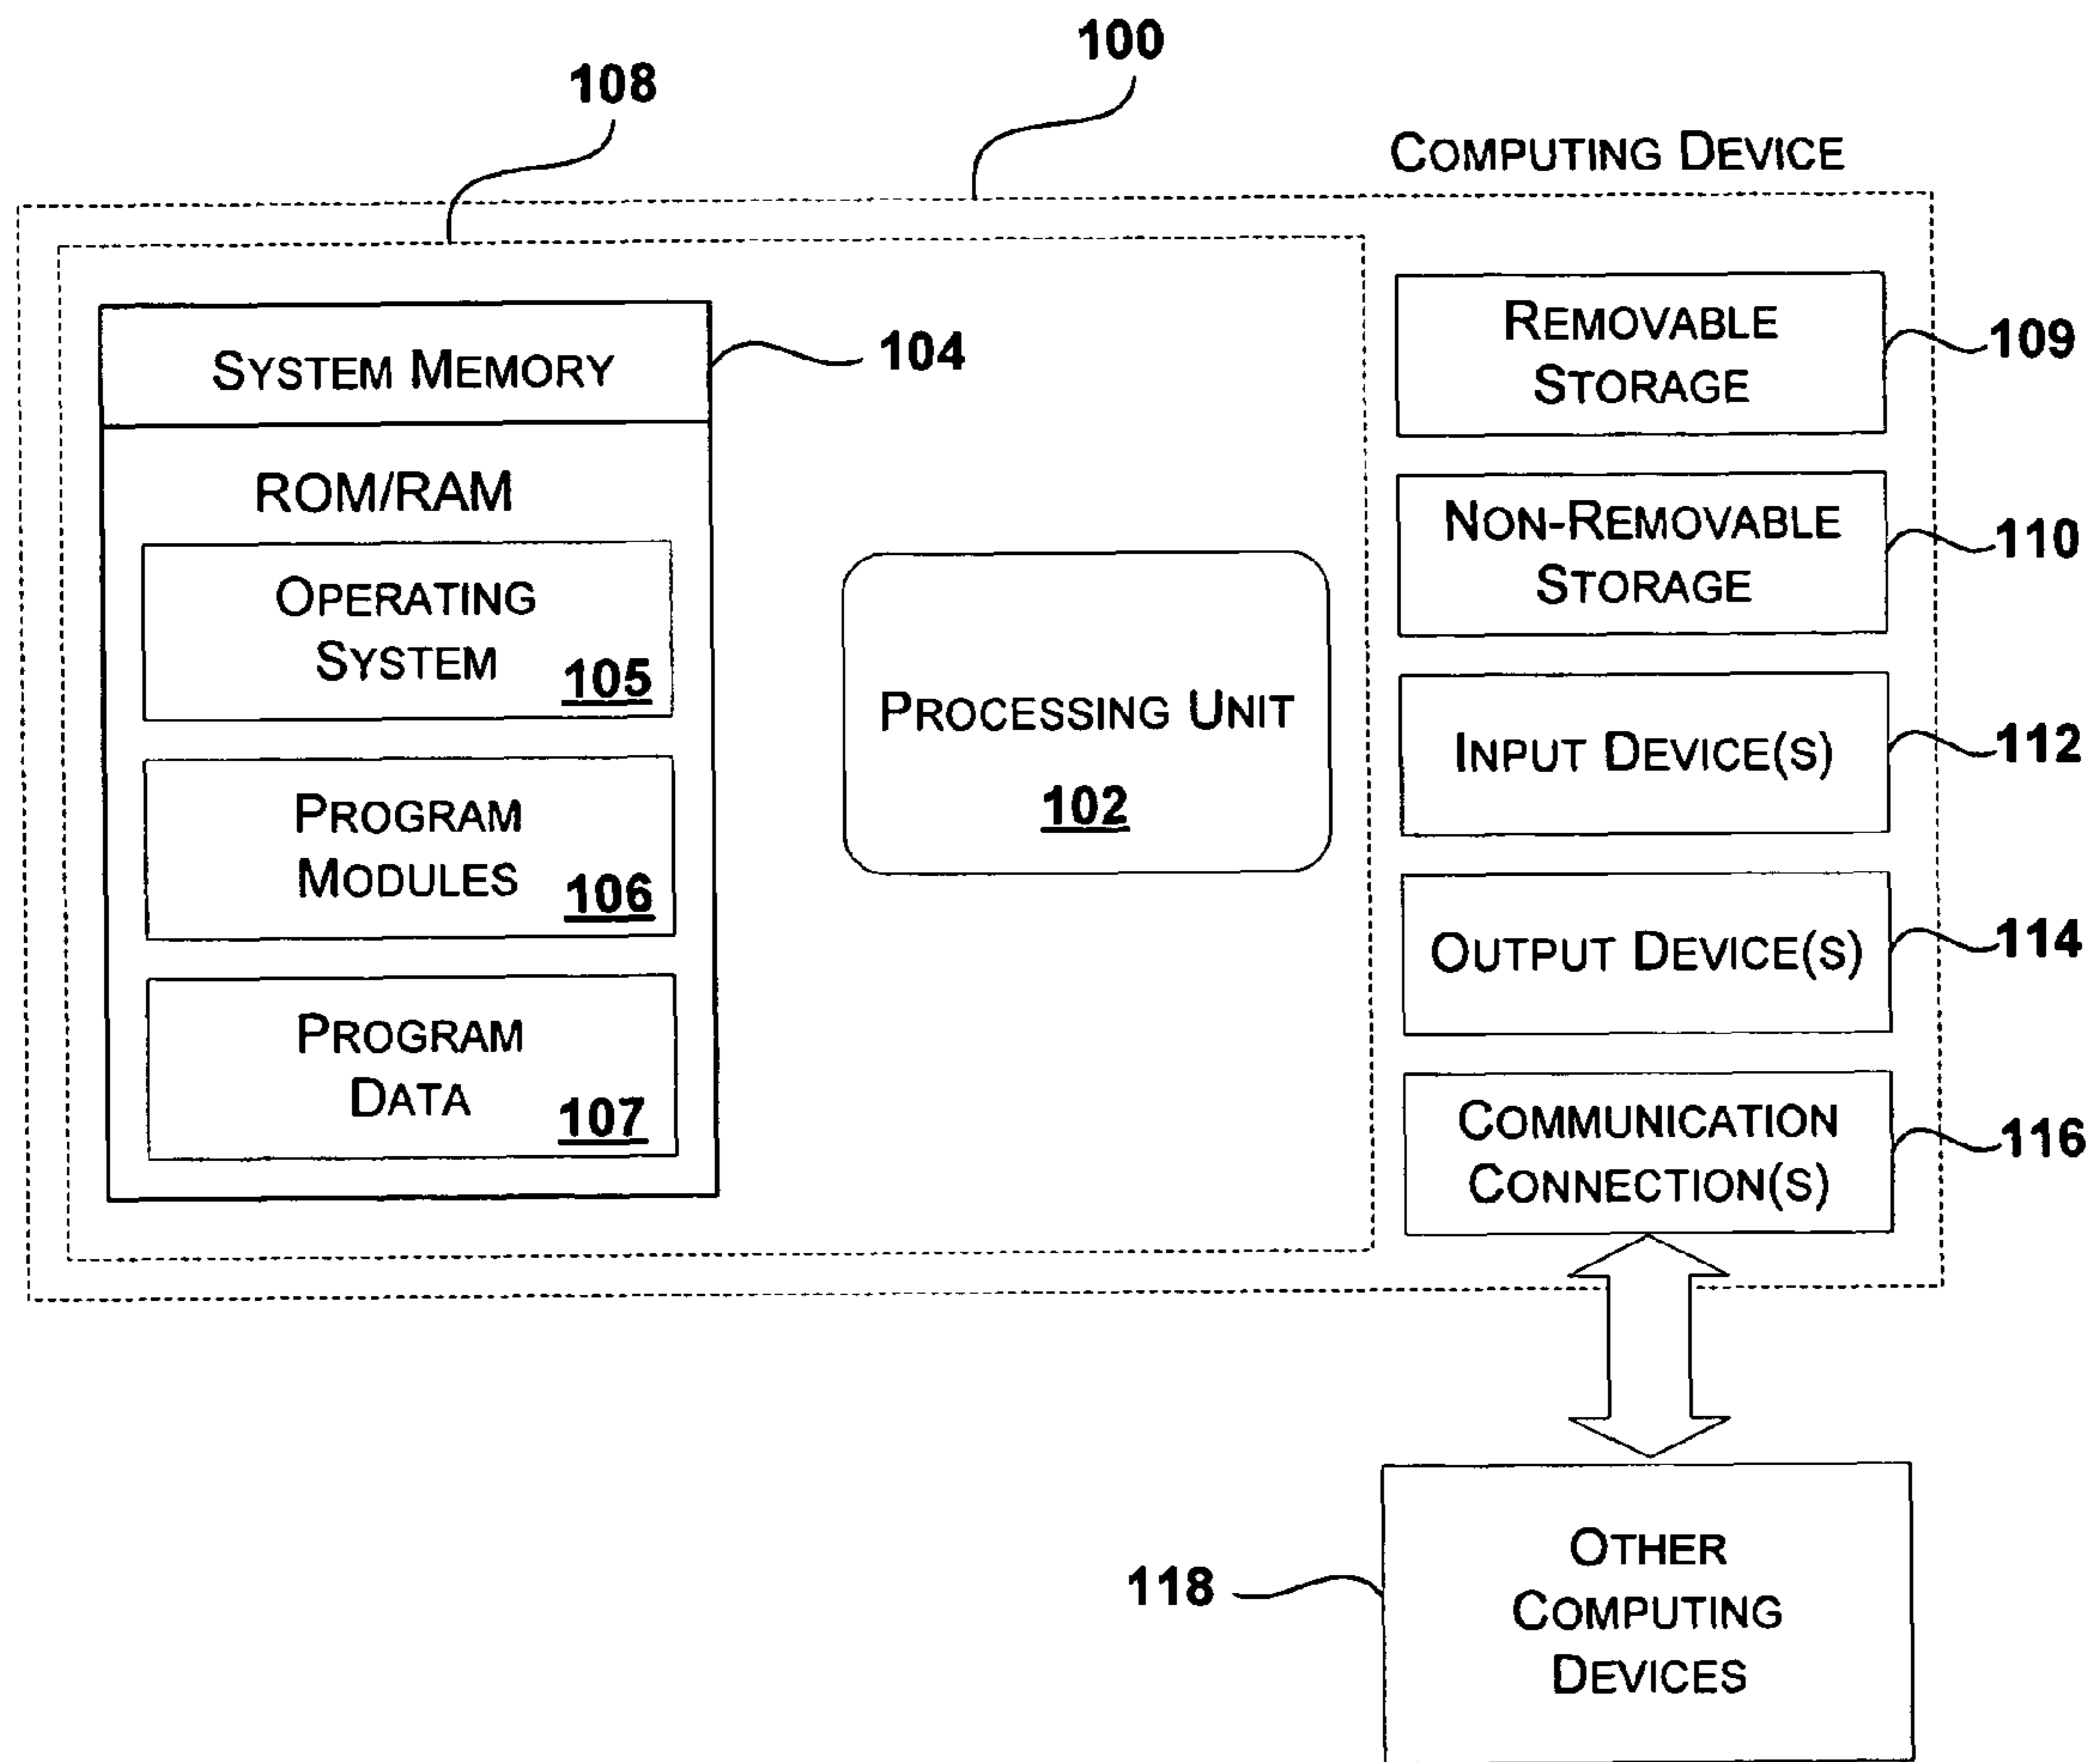 100
108
COMPUTING DEVICE
SYSTEM MEMORY
104
ROM/RAM
OPERATING
SYSTEM
105
PROGRAM
MODULES
106
PROGRAM
DATA
107
PROCESSING UNIT
102
REMOVABLE
STORAGE
109
NON-REMOVABLE
STORAGE
110
INPUT DEVICE(S)
112
OUTPUT DEVICE(S)
114
COMMUNICATION
CONNECTION(S)
116
118
OTHER
COMPUTING
DEVICES